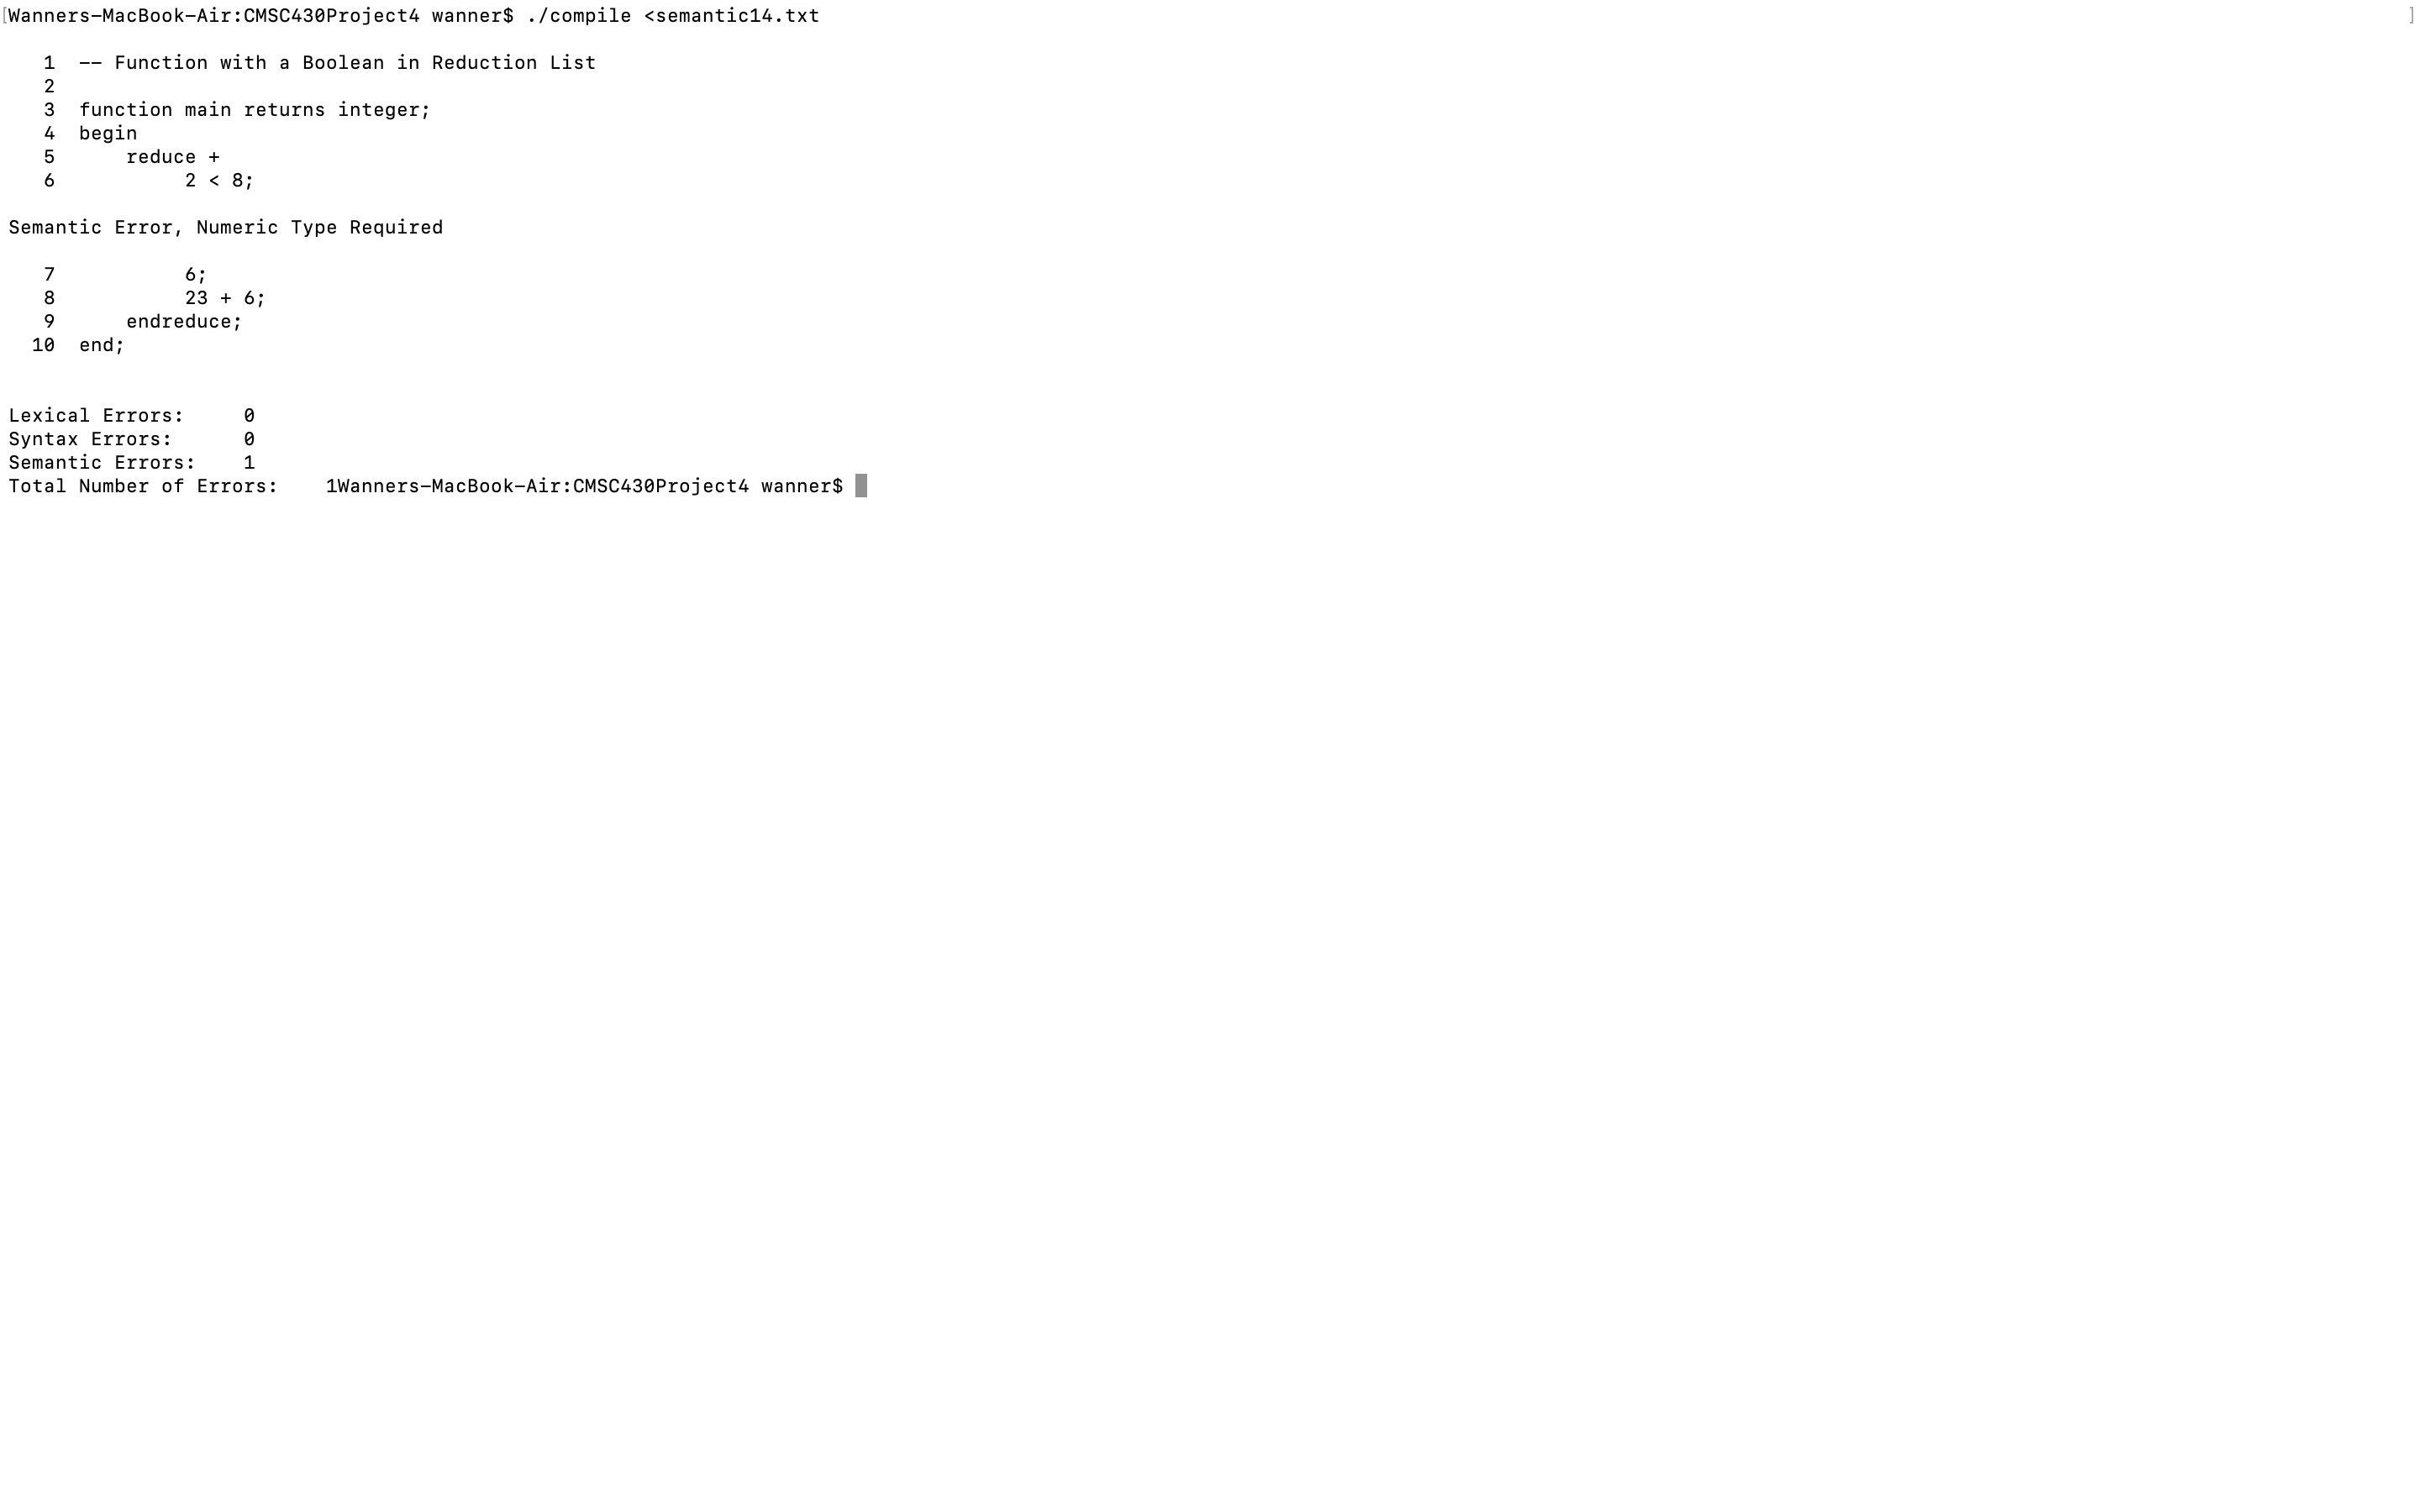 [Wanners-MacBook-Air:CMSC430Project4 wanner$ ./compile <semantic14.txt ]
1 -- Function with a Boolean in Reduction List
2
3 function main returns integer;
4 begin
5 reduce +
6 2 < 8;
Semantic Error, Numeric Type Required
7 6;
8 23 + 6;
9 endreduce;
10 end;
Lexical Errors: 0
Syntax Errors: 0
Semantic Errors: 1
Total Number of Errors: 1Wanners-MacBook-Air:CMSC430Project4 wanner$